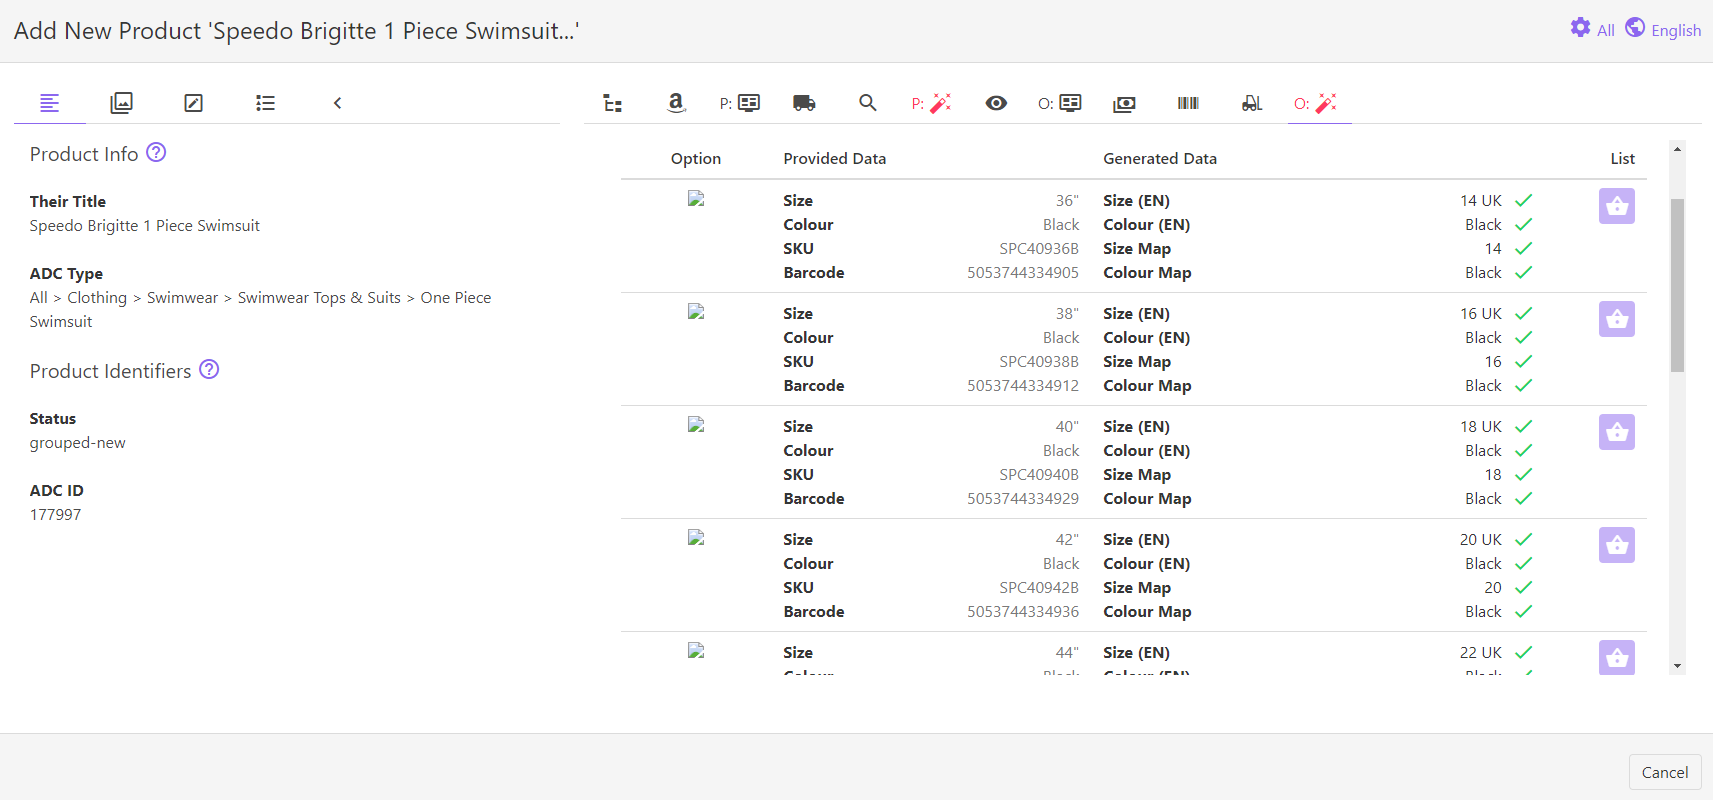 Add New Product 'Speedo Brigitte 1 Piece Swimsuit...'
All English
P: P: O: O:
Product Info
Their Title
Speedo Brigitte 1 Piece Swimsuit
ADC Type
All > Clothing > Swimwear > Swimwear Tops & Suits > One Piece
Swimsuit
Product Identifiers
Status
grouped-new
ADC ID
177997
Option Provided Data Generated Data List
Size 36" Size (EN) 14 UK
Colour Black Colour (EN) Black
SKU SPC40936B Size Map 14
Barcode 5053744334905 Colour Map Black
Size 38" Size (EN) 16 UK
Colour Black Colour (EN) Black
SKU SPC40938B Size Map 16
Barcode 5053744334912 Colour Map Black
Size 40" Size (EN) 18 UK
Colour Black Colour (EN) Black
SKU SPC40940B Size Map 18
Barcode 5053744334929 Colour Map Black
Size 42" Size (EN) 20 UK
Colour Black Colour (EN) Black
SKU SPC40942B Size Map 20
Barcode 5053744334936 Colour Map Black
Size 44" Size (EN) 22 UK
Colour Black Colour (EN) Black
Cancel